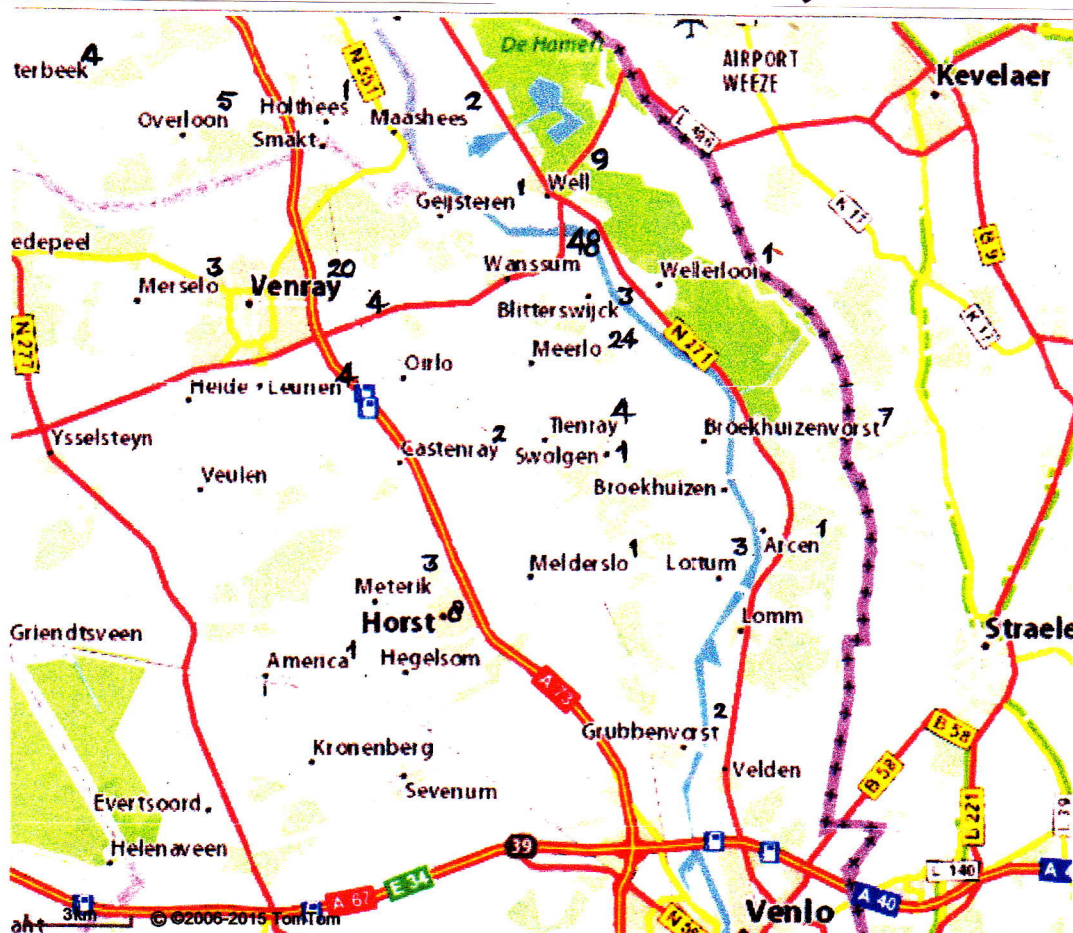 De Hamert
AIRPORT
WEEZE
Kevelaer
terbeek 4
N 351
Overloon 5
Holthees 1
Smakt
Maashees 2
K 17
B 9
Well 9
Geijsteren 1
edepeel
48
Wanssum
Wellerlooi 1
Merselo 3
Venray 20
4
Blitterswijck 3
K 17
N 277
N 271
Meerlo 24
Oirlo
Heide
Leunen 4
Tienray 4
Broekhuizenvorst 7
Ysselsteyn
Castenray 2
Swolgen 1
Veulen
Broekhuizen
Arcen 1
Melderslo 1
Lottum 3
Meterik 3
Horst 8
Lomm
Griendtsveen
Straele
America 1
Hegelsom
A 73
Grubbenvorst 2
B 58
Kronenberg
Velden
B 58
Sevenum
Evertsoord
L 221
L 39
39
Helenaveen
L 140
E 34
A 67
A 40
3km
© ©2006-2015 TomTom
Venlo